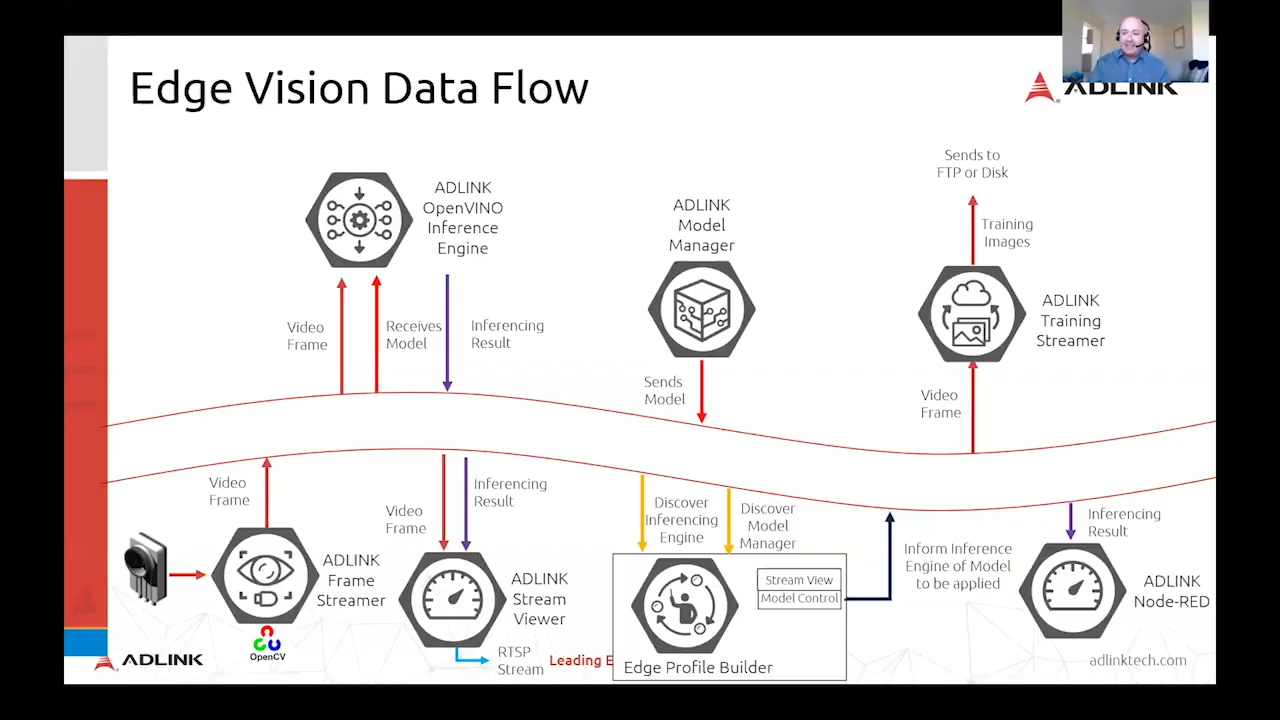 Edge Vision Data Flow
ADLINK
Sends to
FTP or Disk
ADLINK
OpenVINO
Inference
Engine
ADLINK
Model
Manager
Training
Images
ADLINK
Training
Streamer
Video
Frame
Receives
Model
Inferencing
Result
Sends
Model
Video
Frame
Video
Frame
Video
Frame
Inferencing
Result
Discover
Inferencing
Engine
Discover
Model
Manager
Inferencing
Result
ADLINK
Frame
Streamer
OpenCV
ADLINK
Stream
Viewer
RTSP
Stream
Stream View
Model Control
Edge Profile Builder
Inform Inference
Engine of Model
to be applied
ADLINK
Node-RED
ADLINK
Leading E
adlinktech.com